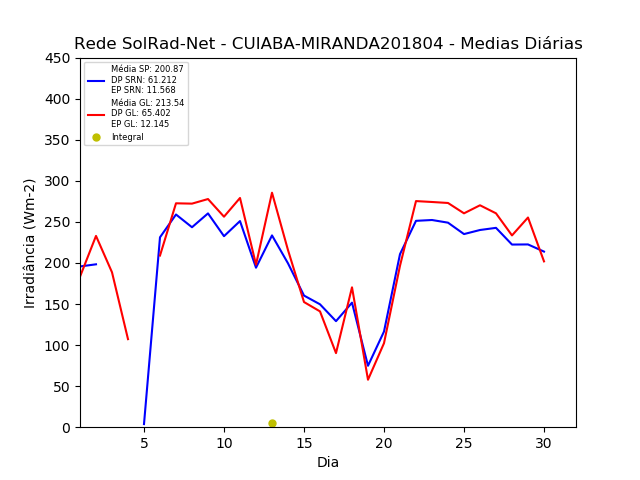 Rede SolRad-Net - CUIABA-MIRANDA201804 - Medias Diárias
450
400
350
300
250
200
150
100
50
0
Irradiância (Wm-2)
Média SP: 200.87
DP SRN: 61.212
EP SRN: 11.568
Média GL: 213.54
DP GL: 65.402
EP GL: 12.145
Integral
5
10
15
20
25
30
Dia